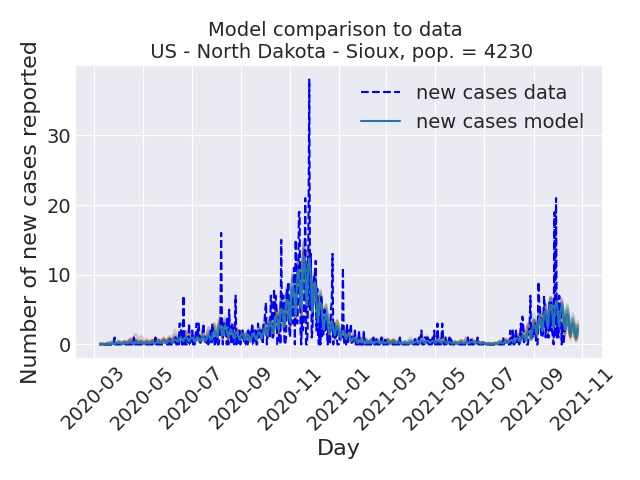 Model comparison to data
US - North Dakota - Sioux, pop. = 4230
Number of new cases reported
30
20
10
0
new cases data
new cases model
2020-03
2020-05
2020-07
2020-09
2020-11
2021-01
2021-03
2021-05
2021-07
2021-09
2021-11
Day